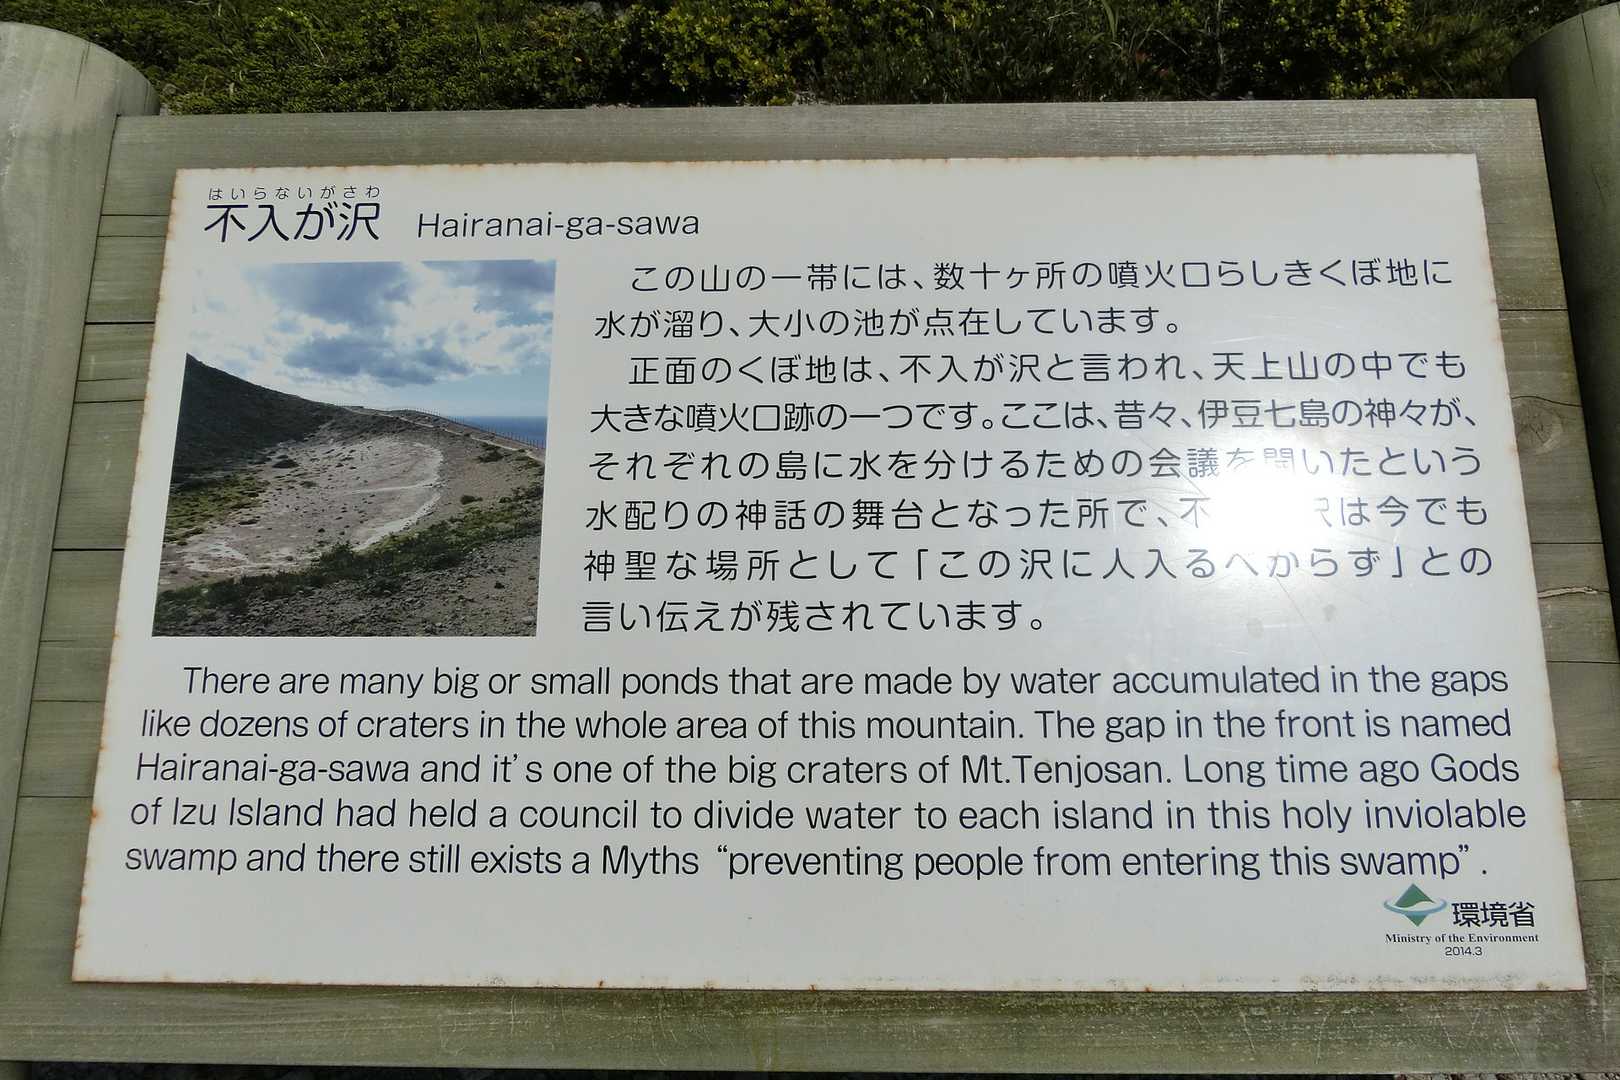 はいらないがさわ
不入が沢 Hairanai-ga-sawa
この山の一帯には、数十ヶ所の噴火口らしきくぼ地に
水が溜り、大小の池が点在しています。
正面のくぼ地は、不入が沢と言われ、天上山の中でも
大きな噴火口跡の一つです。ここは、昔々、伊豆七島の神々が、
それぞれの島に水を分けるための会議を開いたという
水配りの神話の舞台となった所で、不 沢は今でも
神聖な場所として「この沢に人入るべからず」との
言い伝えが残されています。
There are many big or small ponds that are made by water accumulated in the gaps
like dozens of craters in the whole area of this mountain. The gap in the front is named
Hairanai-ga-sawa and it's one of the big craters of Mt.Tenjosan. Long time ago Gods
of Izu Island had held a council to divide water to each island in this holy inviolable
swamp and there still exists a Myths “preventing people from entering this swamp”.
環境省
Ministry of the Environment
2014.3